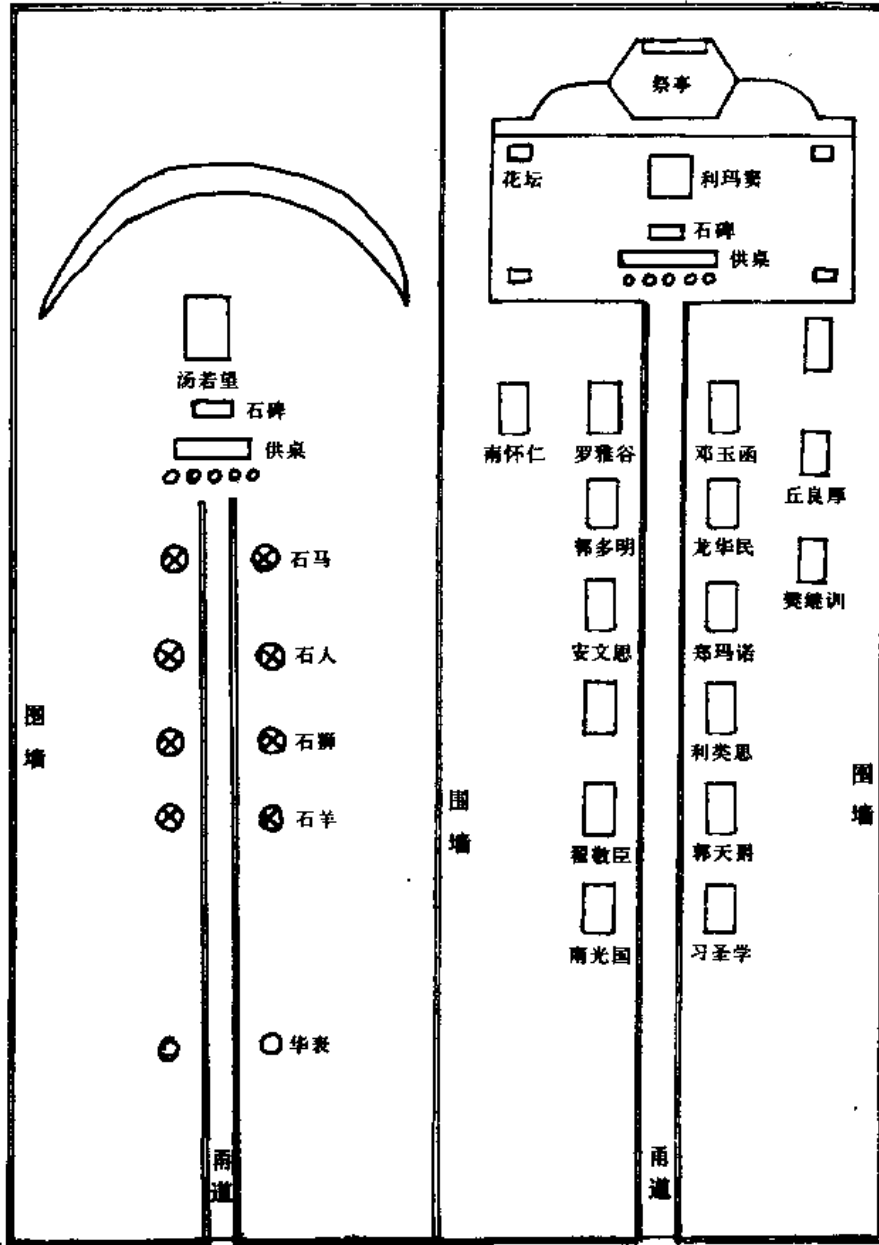 祭亭
花坛
利玛窦
石碑
供桌
汤若望
石碑
供桌
南怀仁
罗雅谷
邓玉函
丘良厚
郭多明
龙华民
樊继训
石马
安文思
郑玛诺
石人
利类思
石狮
围墙
围墙
围墙
石羊
翟敬臣
郭天爵
南光国
习圣学
华表
甬道
甬道